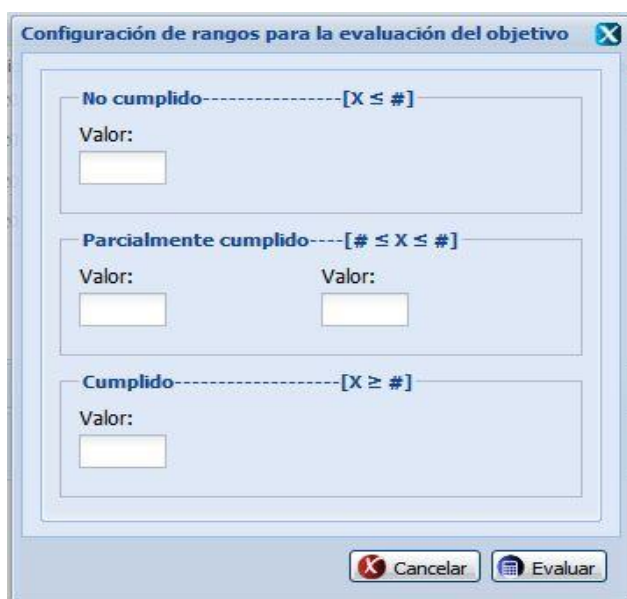 Configuración de rangos para la evaluación del objetivo
No cumplido----------------[X ≤ #]
Valor:
Parcialmente cumplido----[# ≤ X ≤ #]
Valor: Valor:
Cumplido--------------------[X ≥ #]
Valor:
Cancelar Evaluar